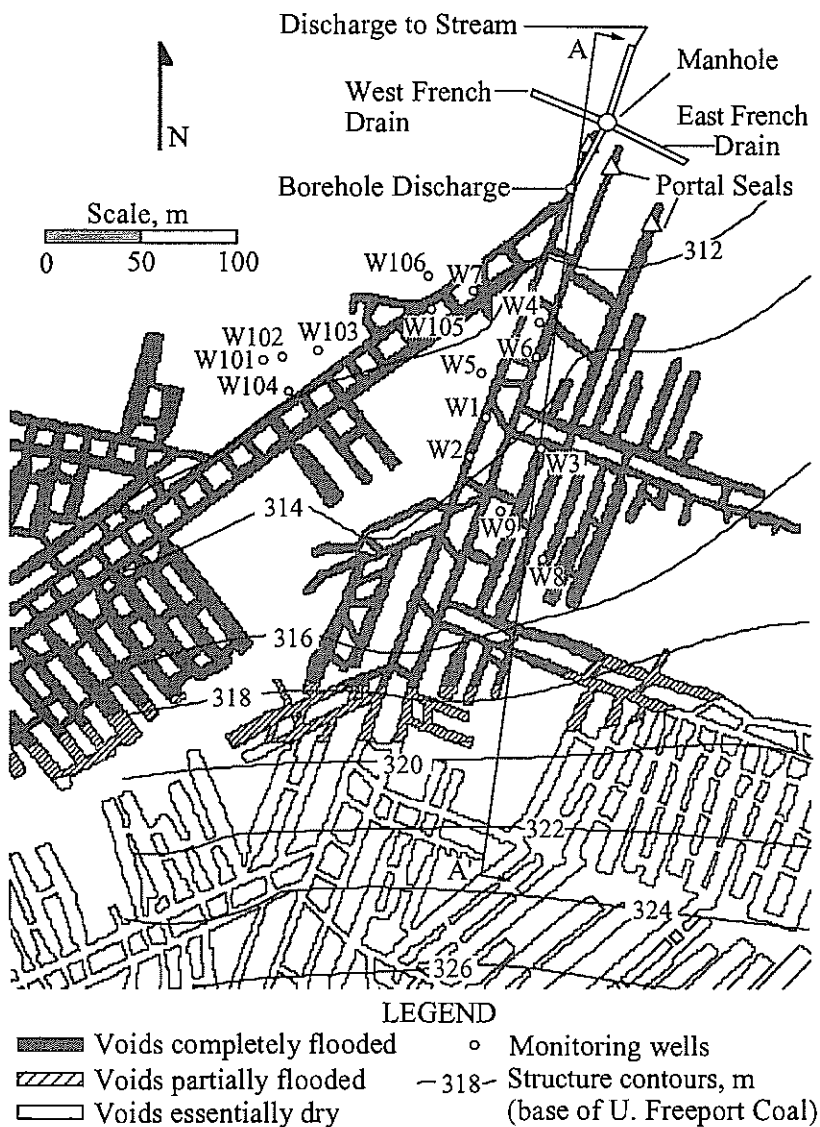 Discharge to Stream
A
Manhole
West French
Drain
East French
Drain
N
Borehole Discharge
Portal Seals
Scale, m
0 50 100
312
W106
W7
W105
W4
W102
W103
W101
W104
W6
W5
W1
W2
W3
314
W9
W8
316
318
320
322
A
324
326
LEGEND
Voids completely flooded
Voids partially flooded
Voids essentially dry
Monitoring wells
-318- Structure contours, m
(base of U. Freeport Coal)